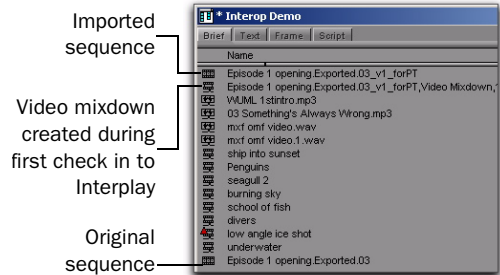 Imported
sequence
Video mixdown
created during
first check in to
Interplay
Original
sequence
* Interop Demo
Brief Text Frame Script
Name
Episode 1 opening.Exported.03_v1_forPT
Episode 1 opening.Exported.03_v1_forPT,Video Mixdown,
WUML 1stintro.mp3
03 Something's Always Wrong.mp3
mxf omf video.wav
mxf omf video.1.wav
ship into sunset
Penguins
seagull 2
burning sky
school of fish
divers
low angle ice shot
underwater
Episode 1 opening.Exported.03